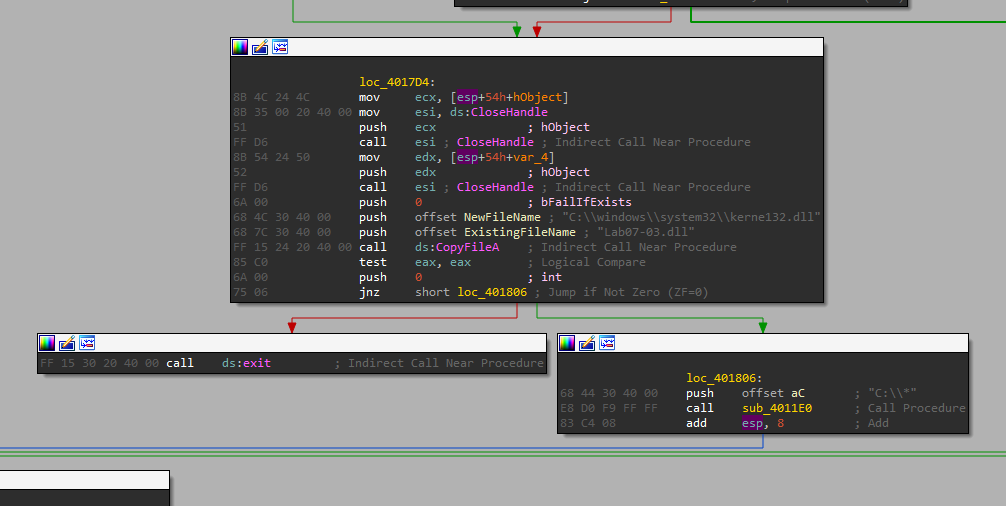 loc_4017D4:
8B 4C 24 4C mov ecx, [esp+54h+hObject]
8B 35 00 20 40 00 mov esi, ds:CloseHandle
51 push ecx ; hObject
FF D6 call esi ; CloseHandle ; Indirect Call Near Procedure
8B 54 24 50 mov edx, [esp+54h+var_4]
52 push edx ; hObject
FF D6 call esi ; CloseHandle ; Indirect Call Near Procedure
6A 00 push 0 ; bFailIfExists
68 4C 30 40 00 push offset NewFileName ; "C:\\windows\\system32\\kerne132.dll"
68 7C 30 40 00 push offset ExistingFileName ; "Lab07-03.dll"
FF 15 24 20 40 00 call ds:CopyFileA ; Indirect Call Near Procedure
85 C0 test eax, eax ; Logical Compare
6A 00 push 0 ; int
75 06 jnz short loc_401806 ; Jump if Not Zero (ZF=0)
FF 15 30 20 40 00 call ds:exit ; Indirect Call Near Procedure
loc_401806:
68 44 30 40 00 push offset aC ; "C:\\*"
E8 D0 F9 FF FF call sub_4011E0 ; Call Procedure
83 C4 08 add esp, 8 ; Add